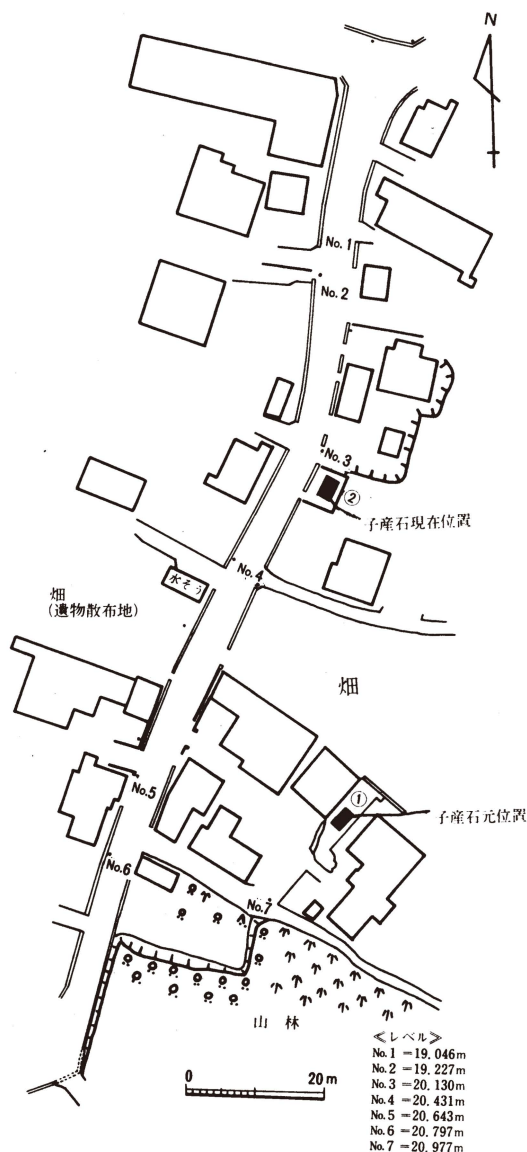 N
No. 1
No. 2
No. 3
②
子産石現在位置
No. 4
水そう
畑
(遺物散布地)
畑
No. 5
①
子産石元位置
No. 6
No. 7
山林
0 20m
≪レベル≫
No. 1 =19.046m
No. 2 =19.227m
No. 3 =20.130m
No. 4 =20.431m
No. 5 =20.643m
No. 6 =20.797m
No. 7 =20.977m